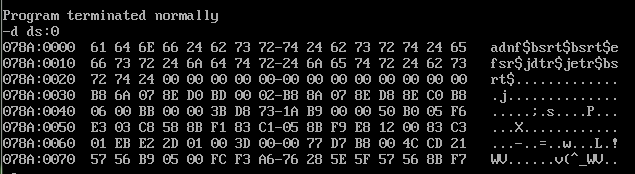 Program terminated normally
-d ds:0
078A:0000  61 64 6E 66 24 62 73 72-74 24 62 73 72 74 24 65   adnf$bsrt$bsrt$e
078A:0010  66 73 72 24 6A 64 74 72-24 6A 65 74 72 24 62 73   fsr$jdtr$jetr$bs
078A:0020  72 74 24 00 00 00 00 00-00 00 00 00 00 00 00 00   rt$.............
078A:0030  B8 6A 07 8E D0 BD 00 02-B8 8A 07 8E D8 8E C0 B8   .j..............
078A:0040  06 00 BB 00 00 3B D8 73-1A B9 00 00 50 B0 05 F6   .....;.s....P...
078A:0050  E3 03 C8 58 8B F1 83 C1-05 8B F9 E8 12 00 83 C3   ...X............
078A:0060  01 EB E2 2D 01 00 3D 00-00 77 D7 B8 00 4C CD 21   ...-..=..w...L.!
078A:0070  57 56 B9 05 00 FC F3 A6-76 28 5E 5F 57 56 8B F7   WV......v(^_WV..
-